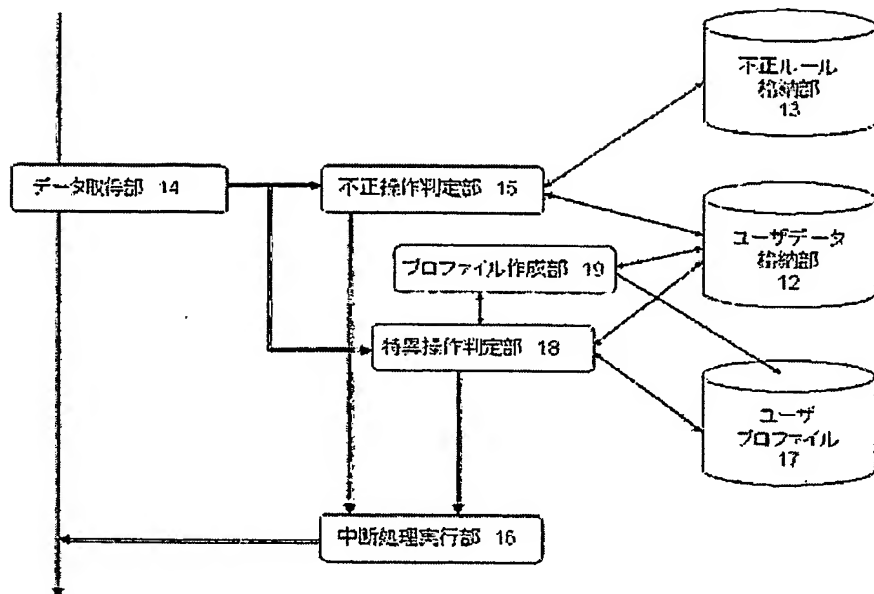 不正ルール
格納部
13
データ取得部 14
不正操作判定部 15
ユーザデータ
格納部
12
プロファイル作成部 19
特異操作判定部 18
ユーザ
プロファイル
17
中断処理実行部 16